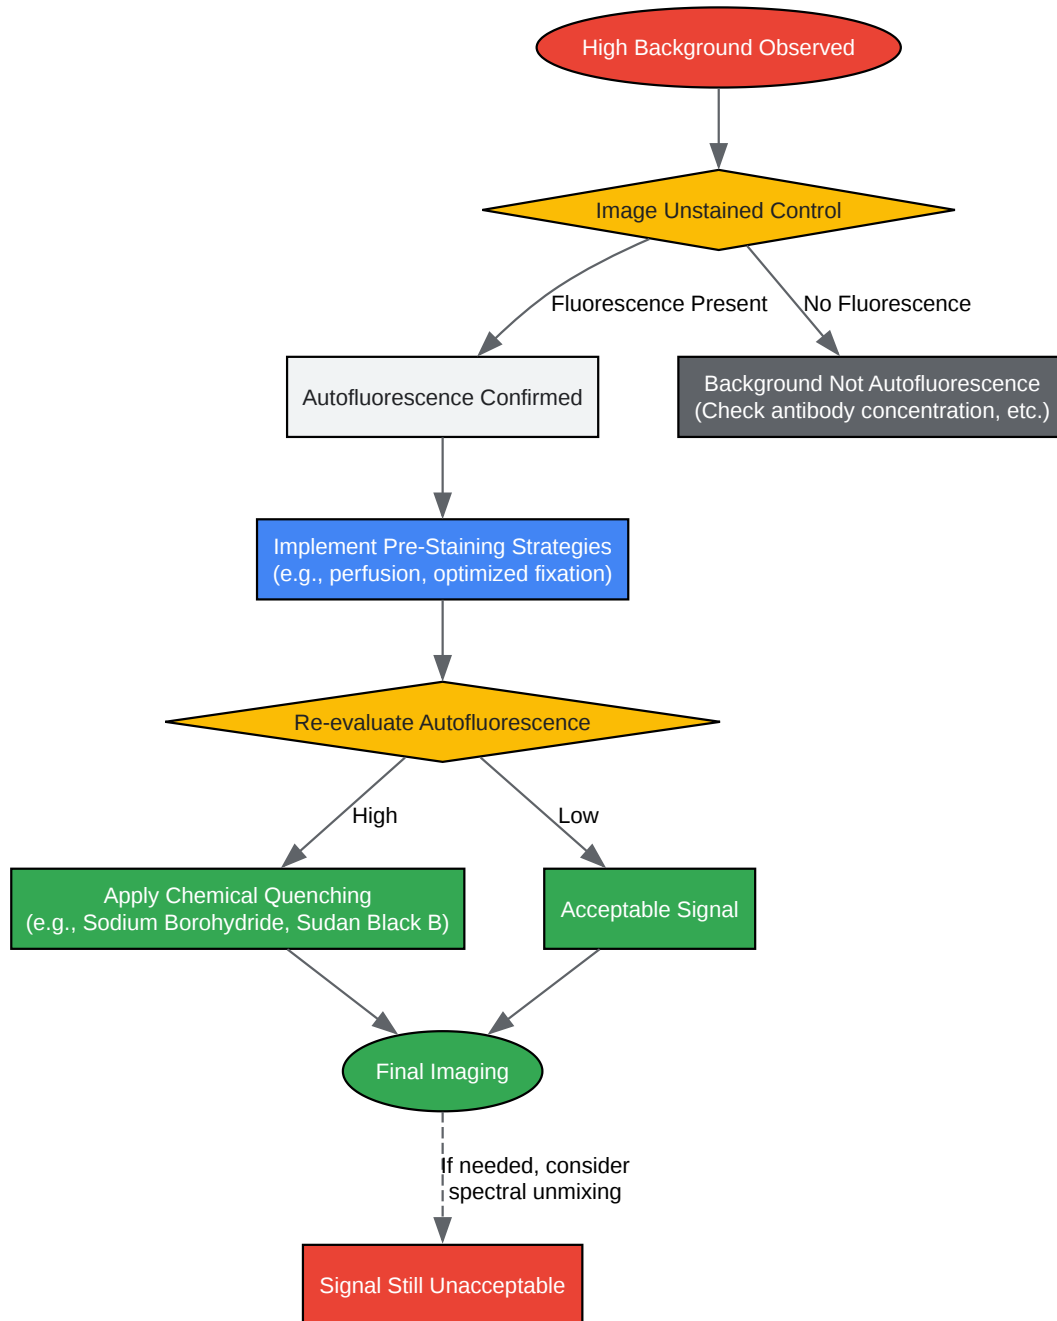 High Background Observed
Image Unstained Control
Fluorescence Present
No Fluorescence
Autofluorescence Confirmed
Background Not Autofluorescence
(Check antibody concentration, etc.)
Implement Pre-Staining Strategies
(e.g., perfusion, optimized fixation)
Re-evaluate Autofluorescence
High
Low
Apply Chemical Quenching
(e.g., Sodium Borohydride, Sudan Black B)
Acceptable Signal
Final Imaging
If needed, consider
spectral unmixing
Signal Still Unacceptable